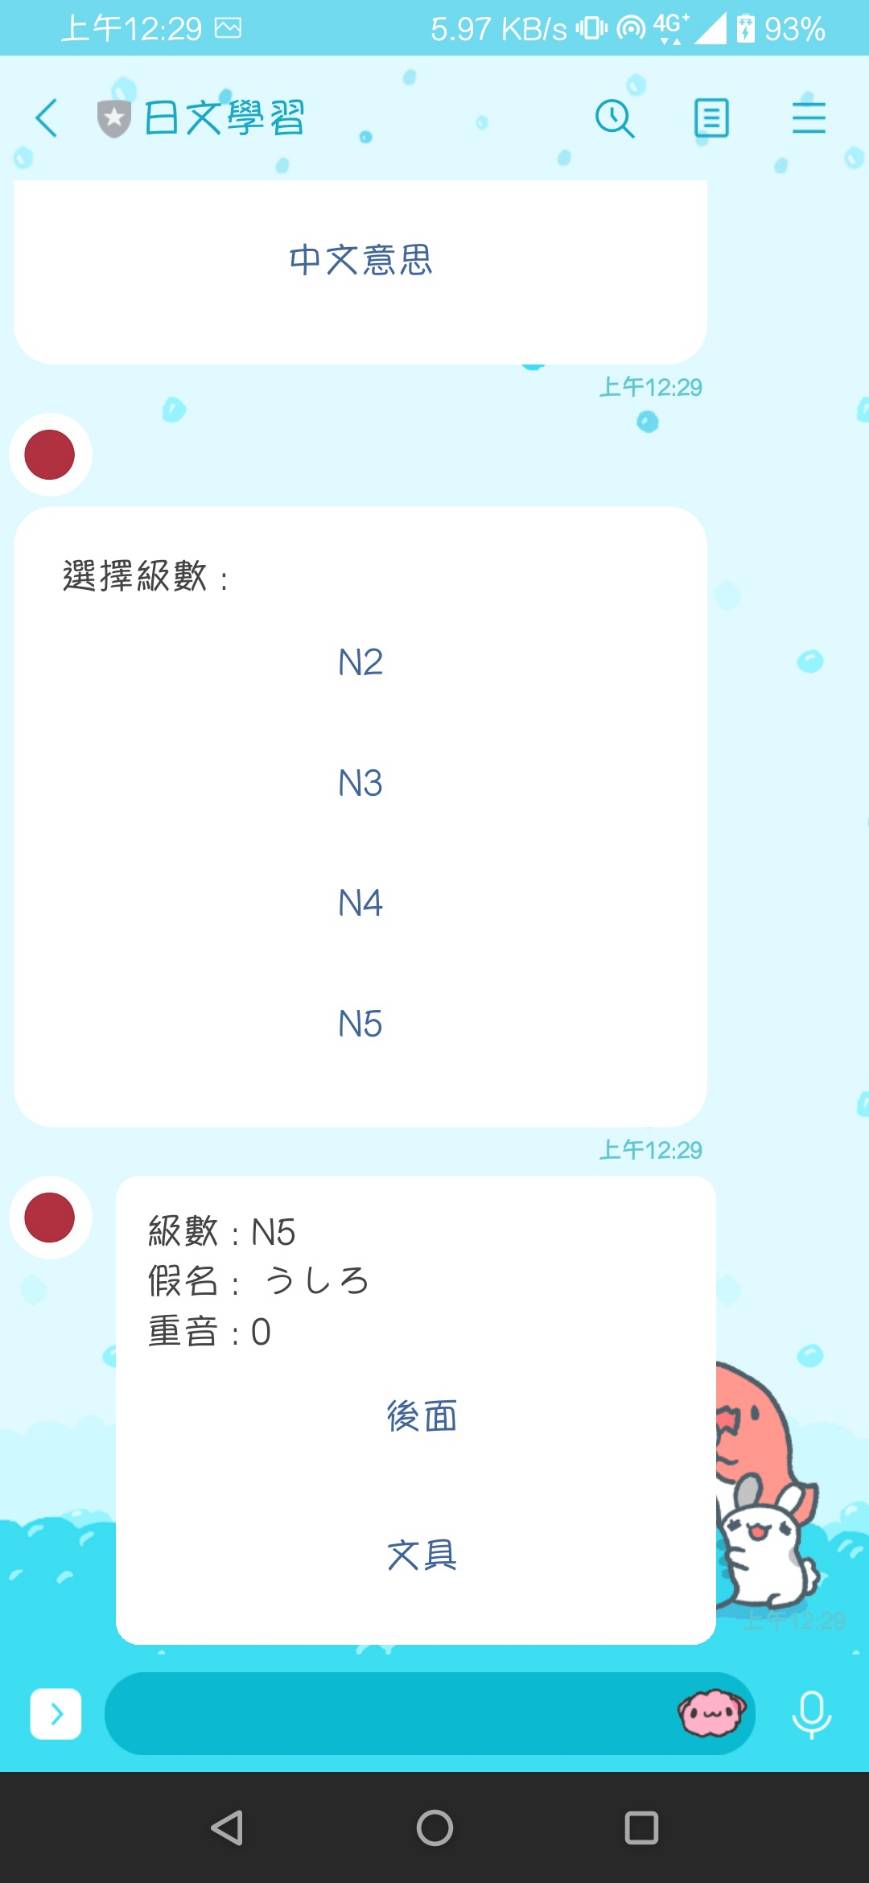 上午12:29 5.97 KB/s 4G+ 93%
日文學習
中文意思
上午12:29
選擇級數 :
N2
N3
N4
N5
上午12:29
級數 : N5
假名 : うしろ
重音 : 0
後面
文具
上午12:29